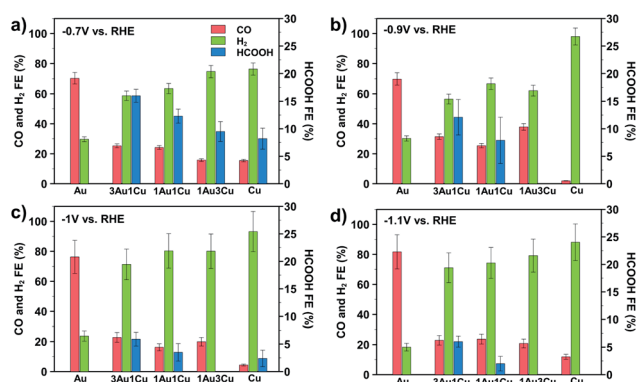 a)
-0.7V vs. RHE
CO
H2
HCOOH
CO and H2 FE (%)
100
80
60
40
20
0
HCOOH FE (%)
30
25
20
15
10
5
0
Au 3Au1Cu 1Au1Cu 1Au3Cu Cu
b)
-0.9V vs. RHE
CO and H2 FE (%)
100
80
60
40
20
0
HCOOH FE (%)
30
25
20
15
10
5
0
Au 3Au1Cu 1Au1Cu 1Au3Cu Cu
c)
-1V vs. RHE
CO and H2 FE (%)
100
80
60
40
20
0
HCOOH FE (%)
30
25
20
15
10
5
0
Au 3Au1Cu 1Au1Cu 1Au3Cu Cu
d)
-1.1V vs. RHE
CO and H2 FE (%)
100
80
60
40
20
0
HCOOH FE (%)
30
25
20
15
10
5
0
Au 3Au1Cu 1Au1Cu 1Au3Cu Cu